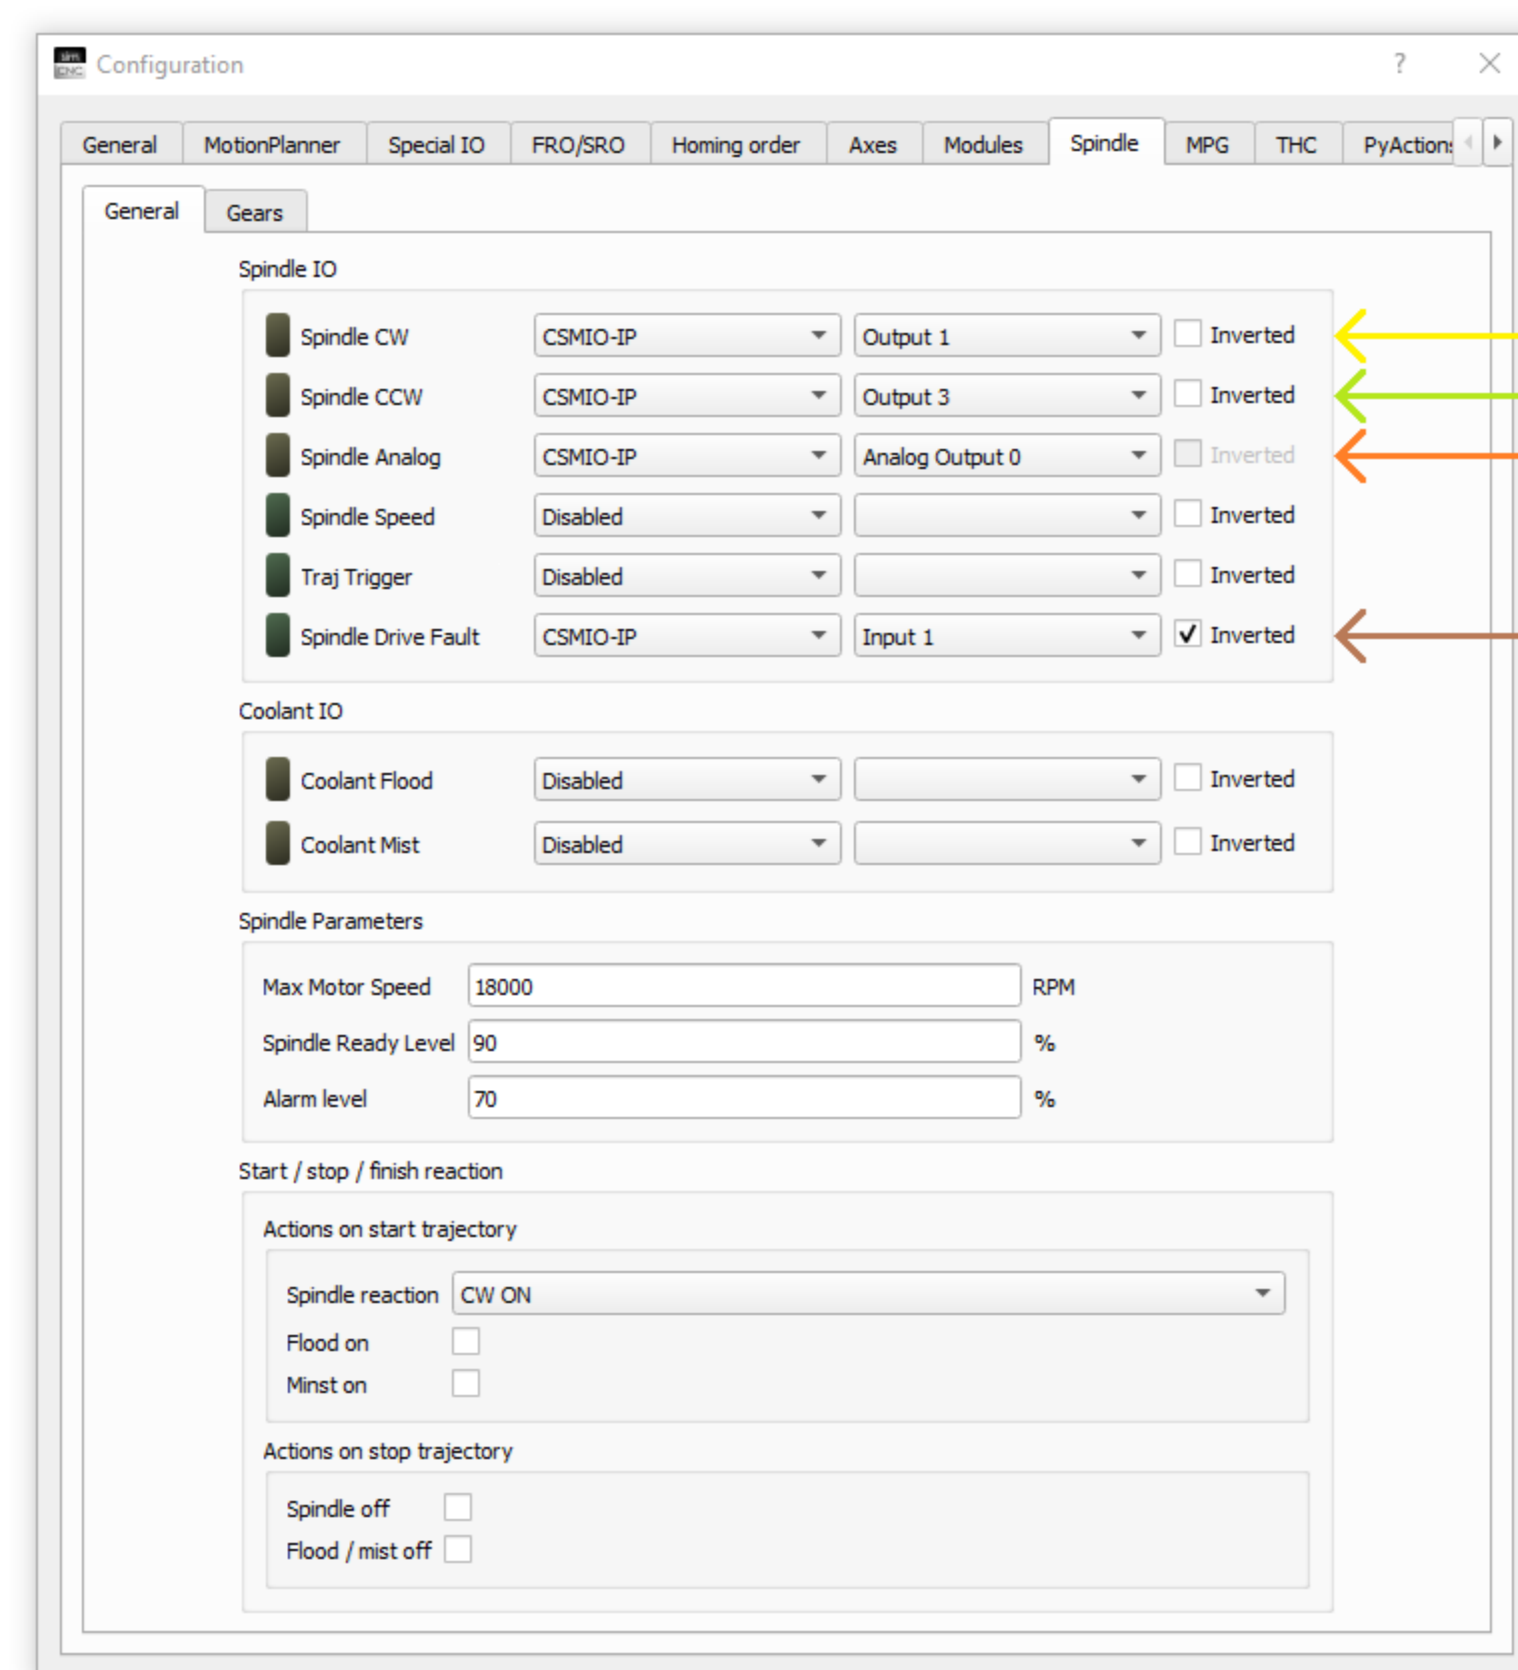 sim CNC Configuration ?
General MotionPlanner Special IO FRO/SRO Homing order Axes Modules Spindle MPG THC PyAction
General Gears
Spindle IO
Spindle CW CSMIO-IP Output 1 Inverted
Spindle CCW CSMIO-IP Output 3 Inverted
Spindle Analog CSMIO-IP Analog Output 0 Inverted
Spindle Speed Disabled Inverted
Traj Trigger Disabled Inverted
Spindle Drive Fault CSMIO-IP Input 1 Inverted
Coolant IO
Coolant Flood Disabled Inverted
Coolant Mist Disabled Inverted
Spindle Parameters
Max Motor Speed 18000 RPM
Spindle Ready Level 90 %
Alarm level 70 %
Start / stop / finish reaction
Actions on start trajectory
Spindle reaction CW ON
Flood on
Minst on
Actions on stop trajectory
Spindle off
Flood / mist off